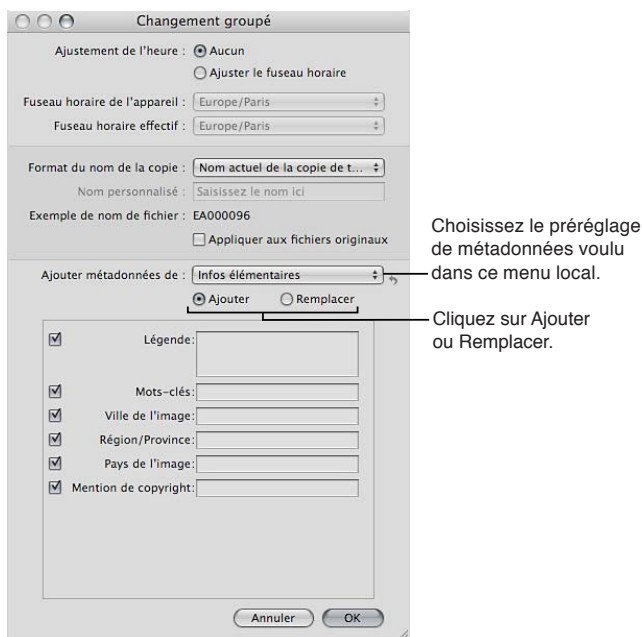 Changement groupé
Ajustement de l'heure : Aucun
Ajuster le fuseau horaire
Fuseau horaire de l'appareil : Europe/Paris
Fuseau horaire effectif : Europe/Paris
Format du nom de la copie : Nom actuel de la copie de t...
Nom personnalisé : Saisissez le nom ici
Exemple de nom de fichier : EA000096
Appliquer aux fichiers originaux
Ajouter métadonnées de : Infos élémentaires
Ajouter Remplacer
Légende:
Mots-clés:
Ville de l'image:
Région/Province:
Pays de l'image:
Mention de copyright:
Annuler OK
Choisissez le préréglage
de métadonnées voulu
dans ce menu local.
Cliquez sur Ajouter
ou Remplacer.